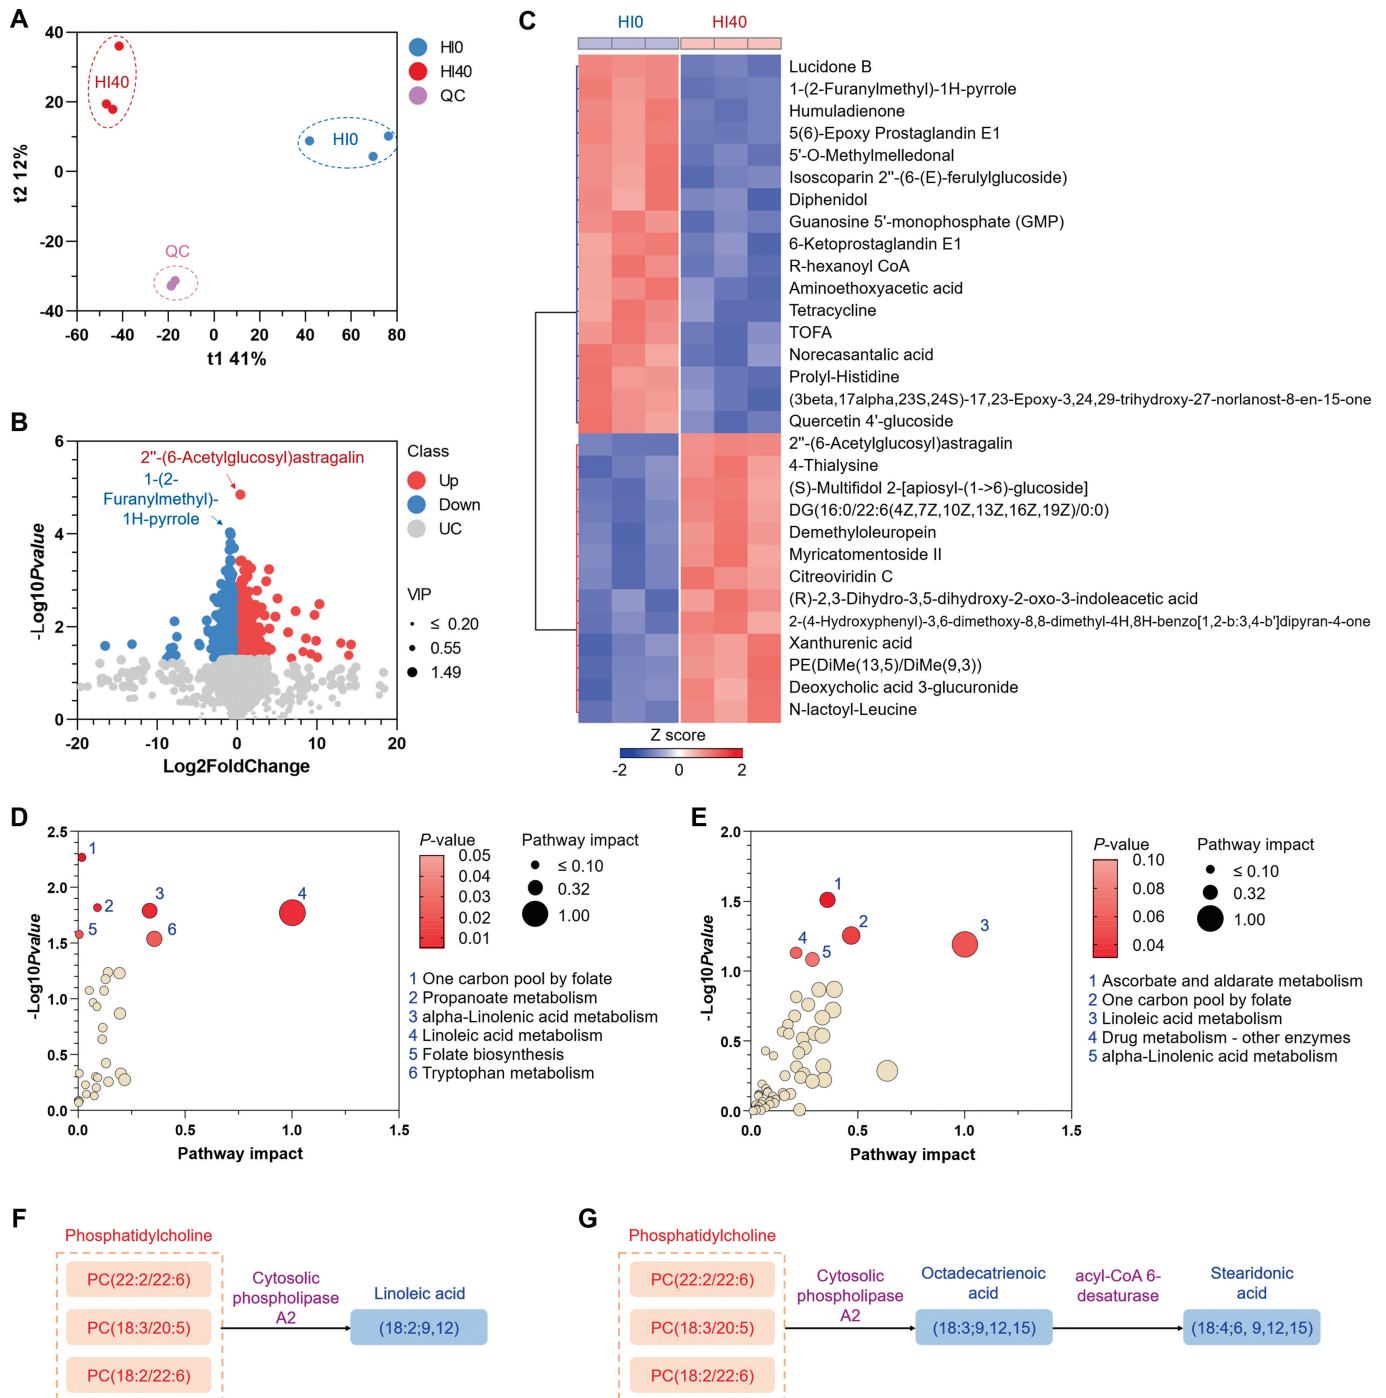 A
40
20
0
-20
-40
t2 12%
-60
-40
-20
0
20
40
60
80
t1 41%
HI40
HI0
QC
HI0
HI40
QC
B
6
4
2
0
-Log10Pvalue
-20
-10
0
10
20
Log2FoldChange
2"-(6-Acetylglucosyl)astragalin
1-(2-
Furanylmethyl)-
1H-pyrrole
Class
Up
Down
UC
VIP
≤ 0.20
0.55
1.49
C
HI0
HI40
Lucidone B
1-(2-Furanylmethyl)-1H-pyrrole
Humuladienone
5(6)-Epoxy Prostaglandin E1
5'-O-Methylmelledonal
Isoscoparin 2"-(6-(E)-ferulylglucoside)
Diphenidol
Guanosine 5'-monophosphate (GMP)
6-Ketoprostaglandin E1
R-hexanoyl CoA
Aminoethoxyacetic acid
Tetracycline
TOFA
Norecasantalic acid
Prolyl-Histidine
(3beta,17alpha,23S,24S)-17,23-Epoxy-3,24,29-trihydroxy-27-norlanost-8-en-15-one
Quercetin 4'-glucoside
2"-(6-Acetylglucosyl)astragalin
4-Thialysine
(S)-Multifidol 2-[apiosyl-(1->6)-glucoside]
DG(16:0/22:6(4Z,7Z,10Z,13Z,16Z,19Z)/0:0)
Demethyloleuropein
Myricatomentoside II
Citreoviridin C
(R)-2,3-Dihydro-3,5-dihydroxy-2-oxo-3-indoleacetic acid
2-(4-Hydroxyphenyl)-3,6-dimethoxy-8,8-dimethyl-4H,8H-benzo[1,2-b:3,4-b']dipyran-4-one
Xanthurenic acid
PE(DiMe(13,5)/DiMe(9,3))
Deoxycholic acid 3-glucuronide
N-lactoyl-Leucine
Z score
-2
0
2
D
2.5
2.0
1.5
1.0
0.5
0.0
-Log10Pvalue
0.0
0.5
1.0
1.5
Pathway impact
1
2
3
4
5
6
P-value
0.05
0.04
0.03
0.02
0.01
Pathway impact
≤ 0.10
0.32
1.00
1 One carbon pool by folate
2 Propanoate metabolism
3 alpha-Linolenic acid metabolism
4 Linoleic acid metabolism
5 Folate biosynthesis
6 Tryptophan metabolism
E
2.0
1.5
1.0
0.5
0.0
-Log10Pvalue
0.0
0.5
1.0
1.5
Pathway impact
1
2
3
4
5
P-value
0.10
0.08
0.06
0.04
Pathway impact
≤ 0.10
0.32
1.00
1 Ascorbate and aldarate metabolism
2 One carbon pool by folate
3 Linoleic acid metabolism
4 Drug metabolism - other enzymes
5 alpha-Linolenic acid metabolism
F
Phosphatidylcholine
PC(22:2/22:6)
PC(18:3/20:5)
PC(18:2/22:6)
Cytosolic
phospholipase
A2
Linoleic acid
(18:2;9,12)
G
Phosphatidylcholine
PC(22:2/22:6)
PC(18:3/20:5)
PC(18:2/22:6)
Cytosolic
phospholipase
A2
Octadecatrienoic
acid
(18:3;9,12,15)
acyl-CoA 6-
desaturase
Stearidonic
acid
(18:4;6, 9,12,15)